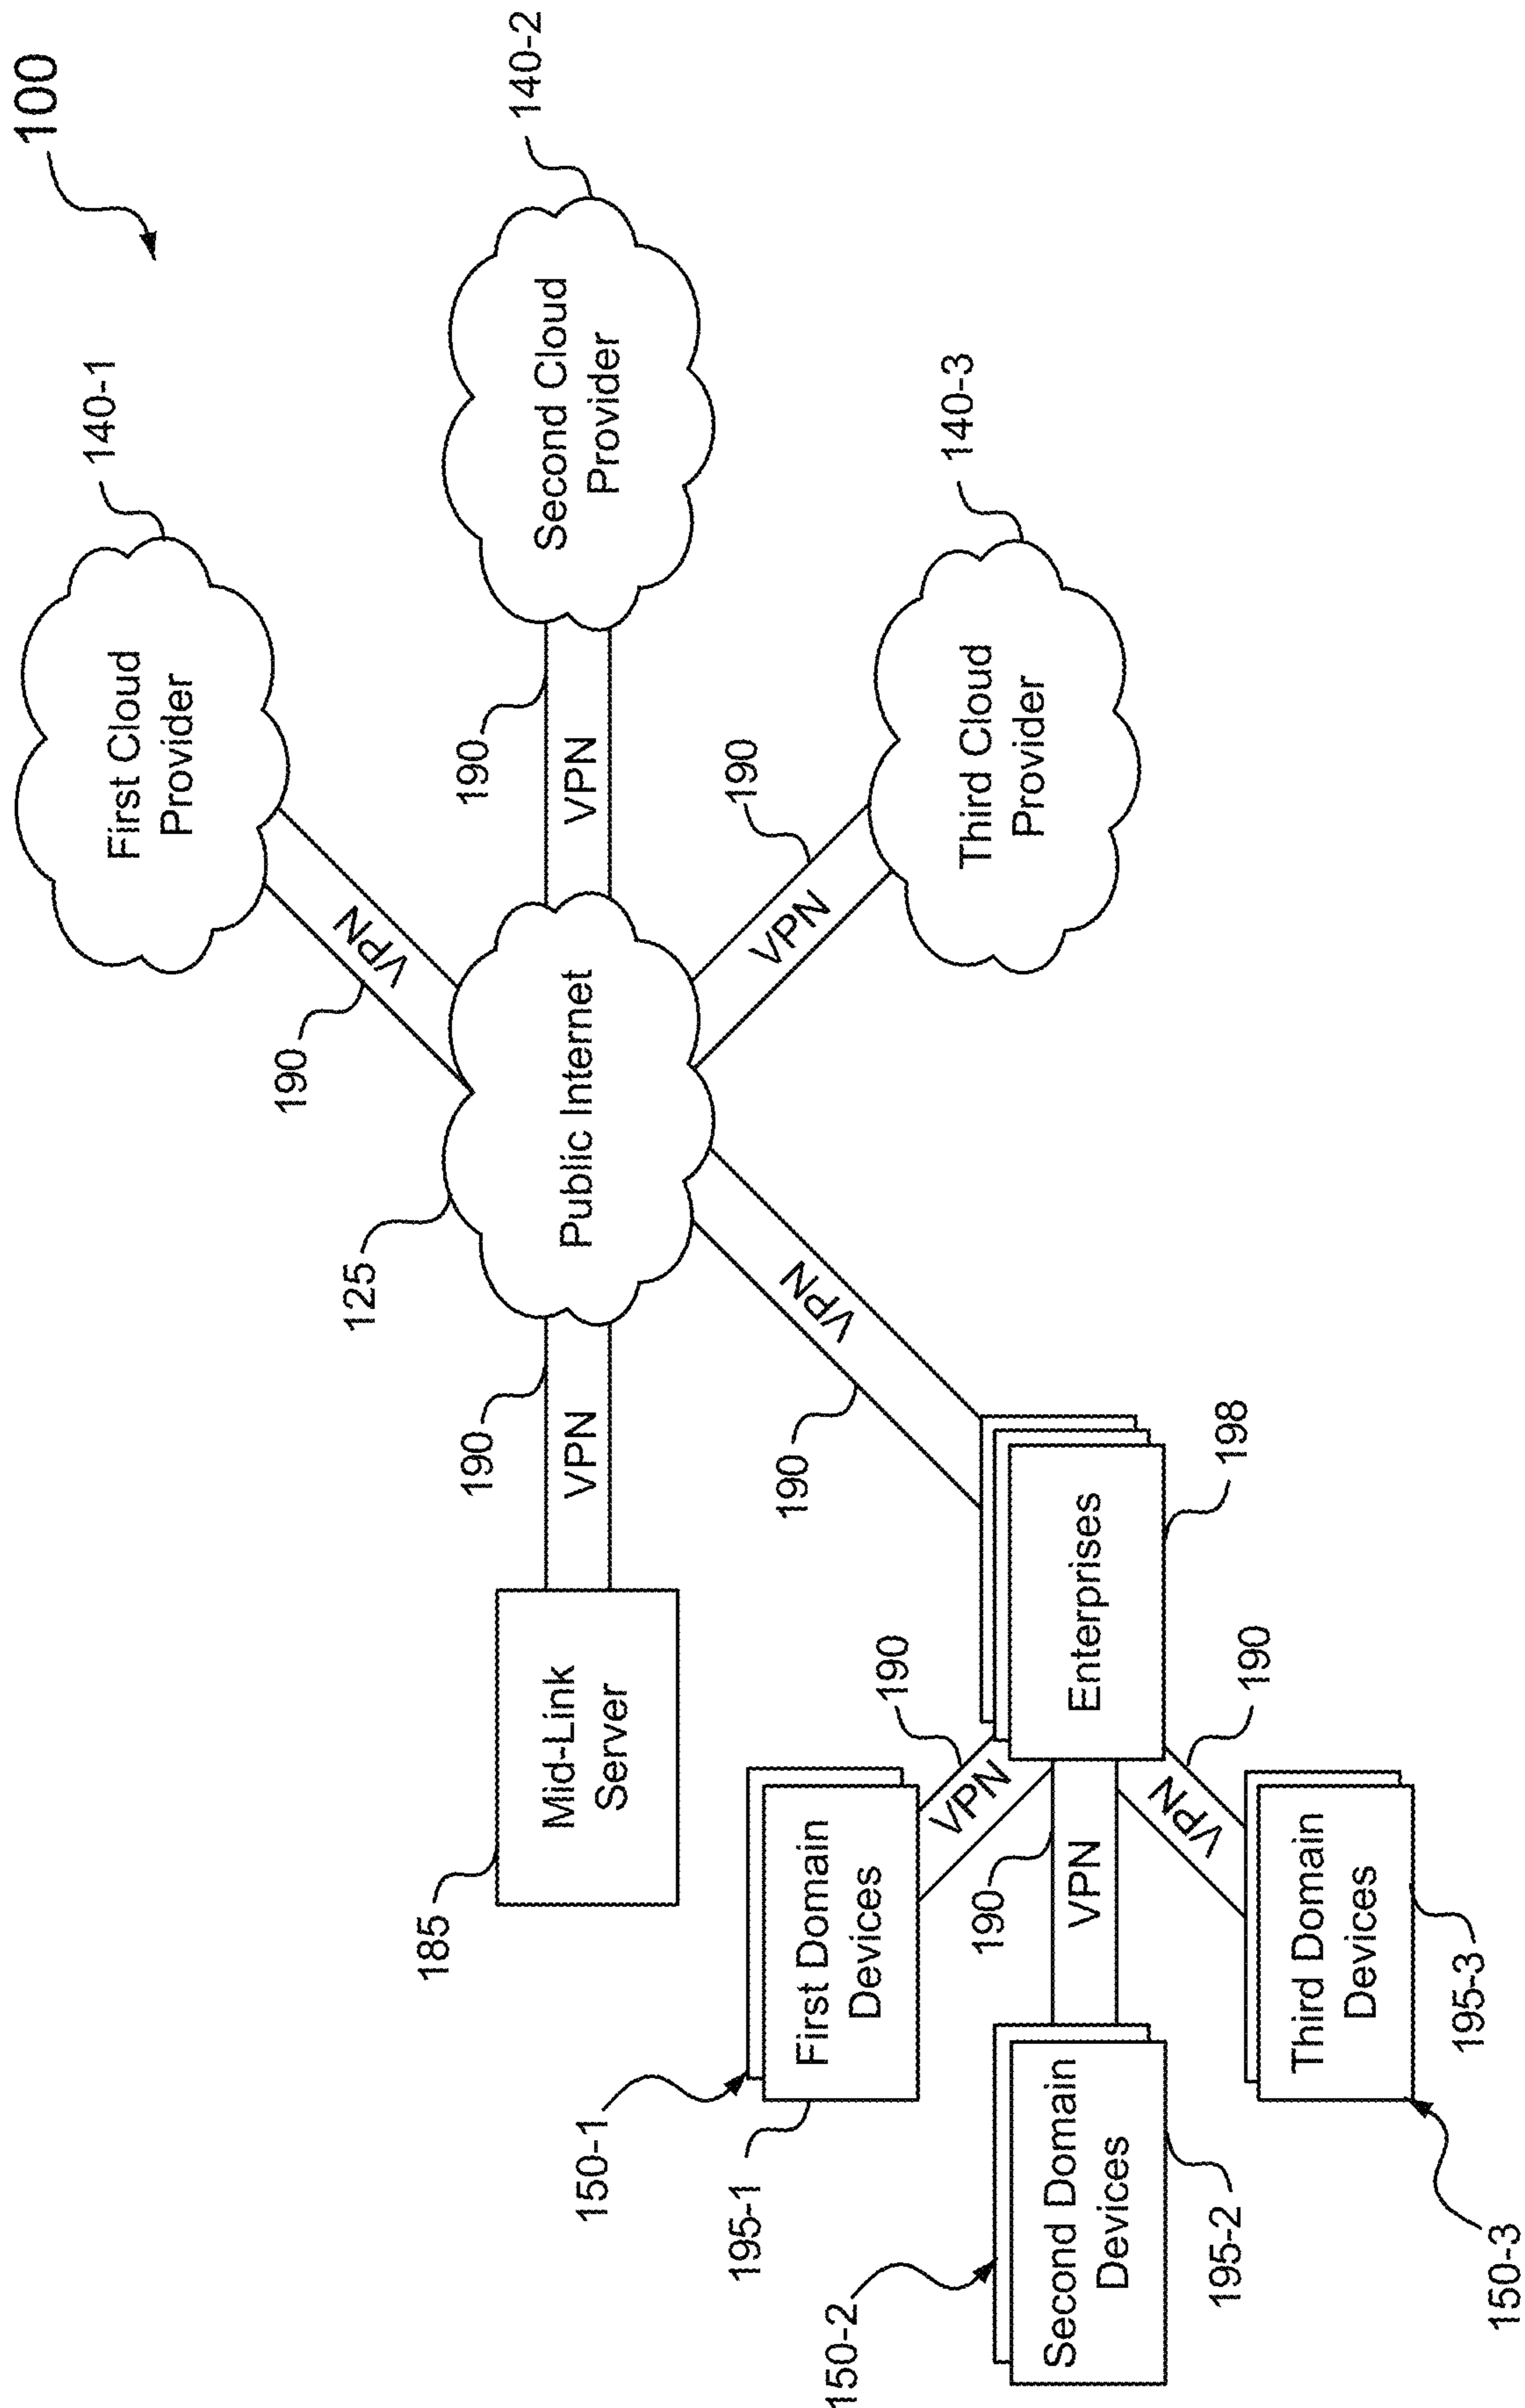 100
140-1
First Cloud
Provider
140-2
Second Cloud
Provider
140-3
Third Cloud
Provider
190
VPN
190
VPN
190
VPN
125
Public Internet
190
VPN
190
VPN
185
Mid-Link
Server
198
Enterprises
190
VPN
190
VPN
190
VPN
150-1
195-1
First Domain
Devices
150-2
195-2
Second Domain
Devices
150-3
195-3
Third Domain
Devices